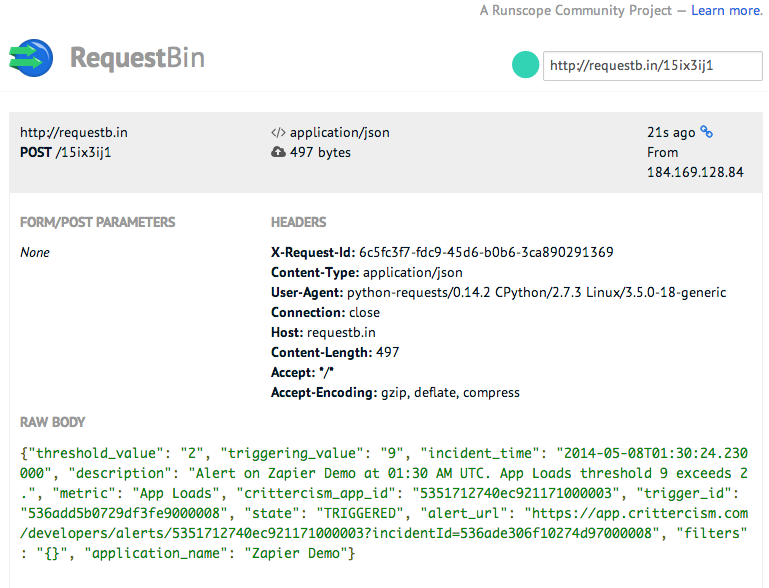 A Runscope Community Project — Learn more.
RequestBin
http://requestb.in/15ix3ij1
http://requestb.in
POST /15ix3ij1
</> application/json
497 bytes
21s ago
From
184.169.128.84
FORM/POST PARAMETERS
None
HEADERS
X-Request-Id: 6c5fc3f7-fdc9-45d6-b0b6-3ca890291369
Content-Type: application/json
User-Agent: python-requests/0.14.2 CPython/2.7.3 Linux/3.5.0-18-generic
Connection: close
Host: requestb.in
Content-Length: 497
Accept: */*
Accept-Encoding: gzip, deflate, compress
RAW BODY
{"threshold_value": "2", "triggering_value": "9", "incident_time": "2014-05-08T01:30:24.230
000", "description": "Alert on Zapier Demo at 01:30 AM UTC. App Loads threshold 9 exceeds 2
.", "metric": "App Loads", "crittercism_app_id": "5351712740ec921171000003", "trigger_id":
"536add5b0729df3fe9000008", "state": "TRIGGERED", "alert_url": "https://app.crittercism.com
/developers/alerts/5351712740ec921171000003?incidentId=536ade306f10274d97000008", "filters"
: "{}", "application_name": "Zapier Demo"}